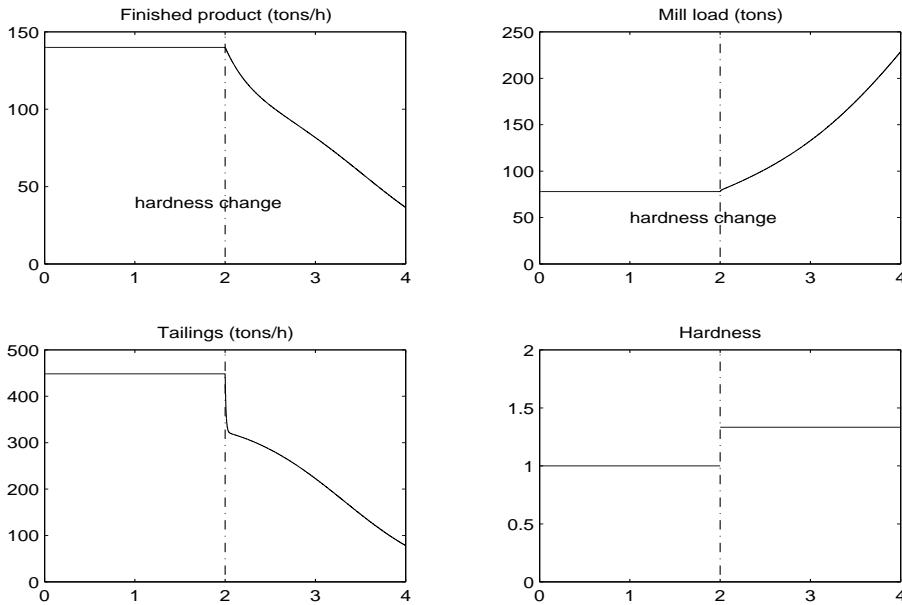 Finished product (tons/h)
150
100
50
0
hardness change
0 1 2 3 4
Mill load (tons)
250
200
150
100
50
0
hardness change
0 1 2 3 4
Tailings (tons/h)
500
400
300
200
100
0
0 1 2 3 4
Hardness
2
1.5
1
0.5
0
0 1 2 3 4